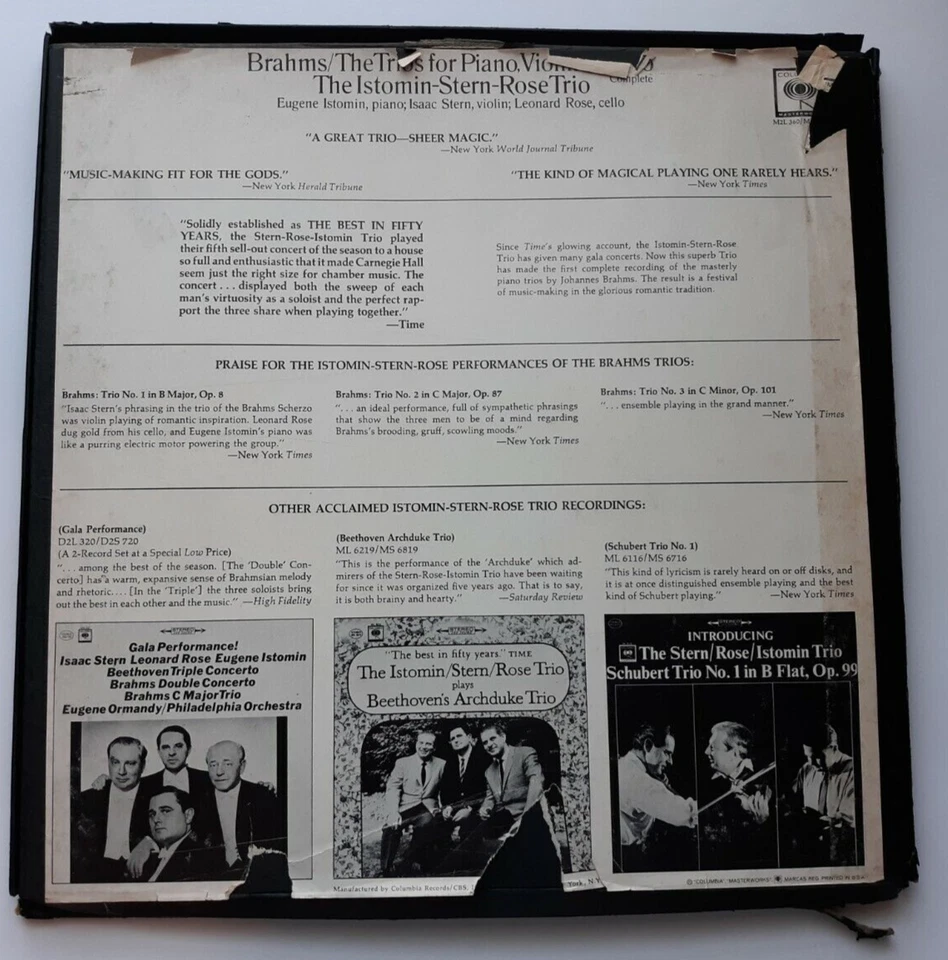 Brahms/The Trios for Piano,
Complete
The Istomin-Stern-Rose Trio
Eugene Istomin, piano; Isaac Stern, violin; Leonard Rose, cello
"A GREAT TRIO—SHEER MAGIC."
—New York World Journal Tribune
"MUSIC-MAKING FIT FOR THE GODS."
—New York Herald Tribune
"THE KIND OF MAGICAL PLAYING ONE RARELY HEARS."
—New York Times
"Solidly established as THE BEST IN FIFTY
YEARS, the Stern-Rose-Istomin Trio played
their fifth sell-out concert of the season to a house
so full and enthusiastic that it made Carnegie Hall
seem just the right size for chamber music. The
concert . . . displayed both the sweep of each
man's virtuosity as a soloist and the perfect rap-
port the three share when playing together."
—Time
Since Time's glowing account, the Istomin-Stern-Rose
Trio has given many gala concerts. Now this superb Trio
has made the first complete recording of the masterly
piano trios by Johannes Brahms. The result is a festival
of music-making in the glorious romantic tradition.
PRAISE FOR THE ISTOMIN-STERN-ROSE PERFORMANCES OF THE BRAHMS TRIOS:
Brahms: Trio No. 1 in B Major, Op. 8
"Isaac Stern's phrasing in the trio of the Brahms Scherzo
was violin playing of romantic inspiration. Leonard Rose
dug gold from his cello, and Eugene Istomin's piano was
like a purring electric motor powering the group."
—New York Times
Brahms: Trio No. 2 in C Major, Op. 87
". . . an ideal performance, full of sympathetic phrasings
that show the three men to be of a mind regarding
Brahms's brooding, gruff, scowling moods."
—New York Times
Brahms: Trio No. 3 in C Minor, Op. 101
". . . ensemble playing in the grand manner."
—New York Times
OTHER ACCLAIMED ISTOMIN-STERN-ROSE TRIO RECORDINGS:
(Gala Performance)
D2L 320/D2S 720
(A 2-Record Set at a Special Low Price)
". . . among the best of the season. [The 'Double' Con-
certo] has a warm, expansive sense of Brahmsian melody
and rhetoric. . . . [In the 'Triple'] the three soloists bring
out the best in each other and the music." —High Fidelity
(Beethoven Archduke Trio)
ML 6219/MS 6819
"This is the performance of the 'Archduke' which ad-
mirers of the Stern-Rose-Istomin Trio have been waiting
for since it was organized five years ago. That is to say,
it is both brainy and hearty." —Saturday Review
(Schubert Trio No. 1)
ML 6116/MS 6716
"This kind of lyricism is rarely heard on or off disks, and
it is at once distinguished ensemble playing and the best
kind of Schubert playing." —New York Times
Gala Performance!
Isaac Stern Leonard Rose Eugene Istomin
Beethoven Triple Concerto
Brahms Double Concerto
Brahms C Major Trio
Eugene Ormandy/Philadelphia Orchestra
"The best in fifty years." TIME
The Istomin/Stern/Rose Trio
plays
Beethoven's Archduke Trio
INTRODUCING
The Stern/Rose/Istomin Trio
Schubert Trio No. 1 in B Flat, Op. 99
Manufactured by Columbia Records/CBS,
York, N.Y.
© "COLUMBIA" "MASTERWORKS" MARCAS REG. PRINTED IN U.S.A.